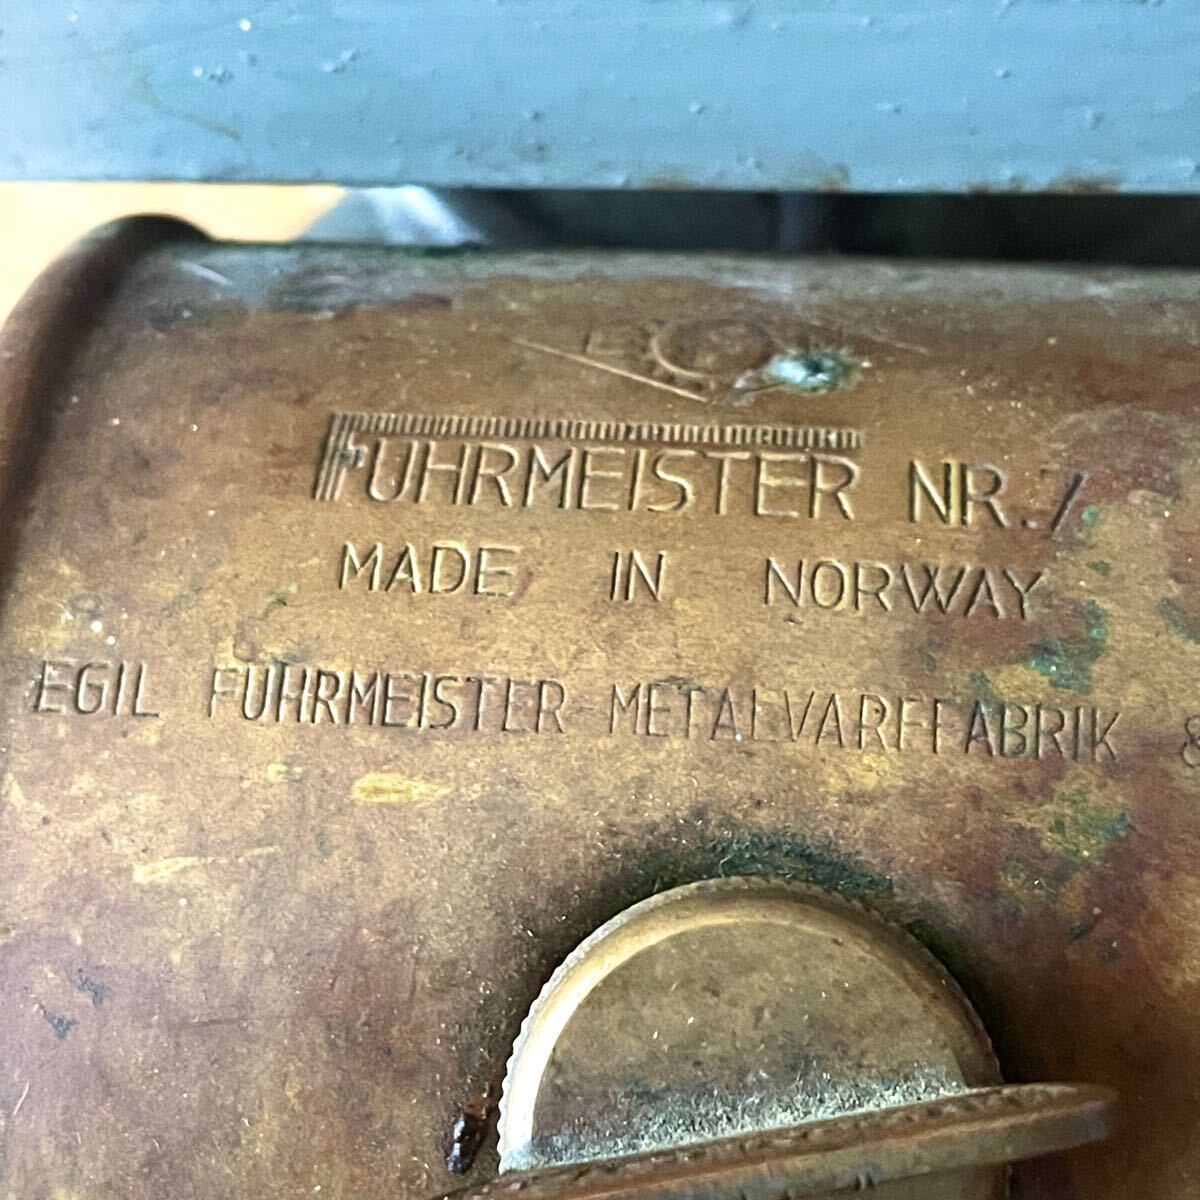 FUHRMEISTER NR.7
MADE IN NORWAY
EGIL FUHRMEISTER METALVAREFABRIK &